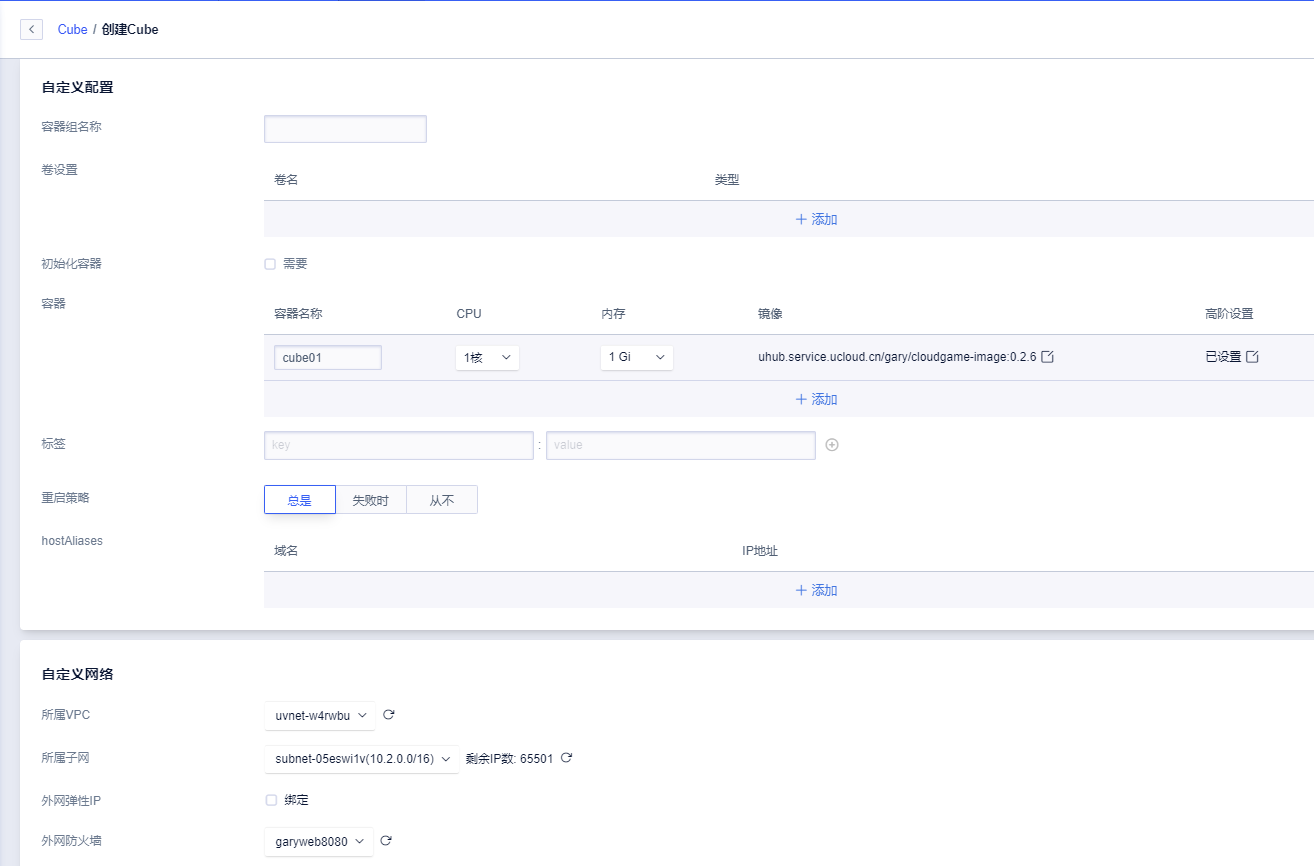 Cube / 创建Cube
自定义配置
容器组名称
卷设置
卷名 类型
添加
初始化容器 需要
容器
容器名称 CPU 内存 镜像 高阶设置
cube01 1核 1 Gi uhub.service.ucloud.cn/gary/cloudgame-image:0.2.6 已设置
添加
标签 key : value
重启策略 总是 失败时 从不
hostAliases
域名 IP地址
添加
自定义网络
所属VPC uvnet-w4rwbu
所属子网 subnet-05eswi1v(10.2.0.0/16) 剩余IP数: 65501
外网弹性IP 绑定
外网防火墙 garyweb8080